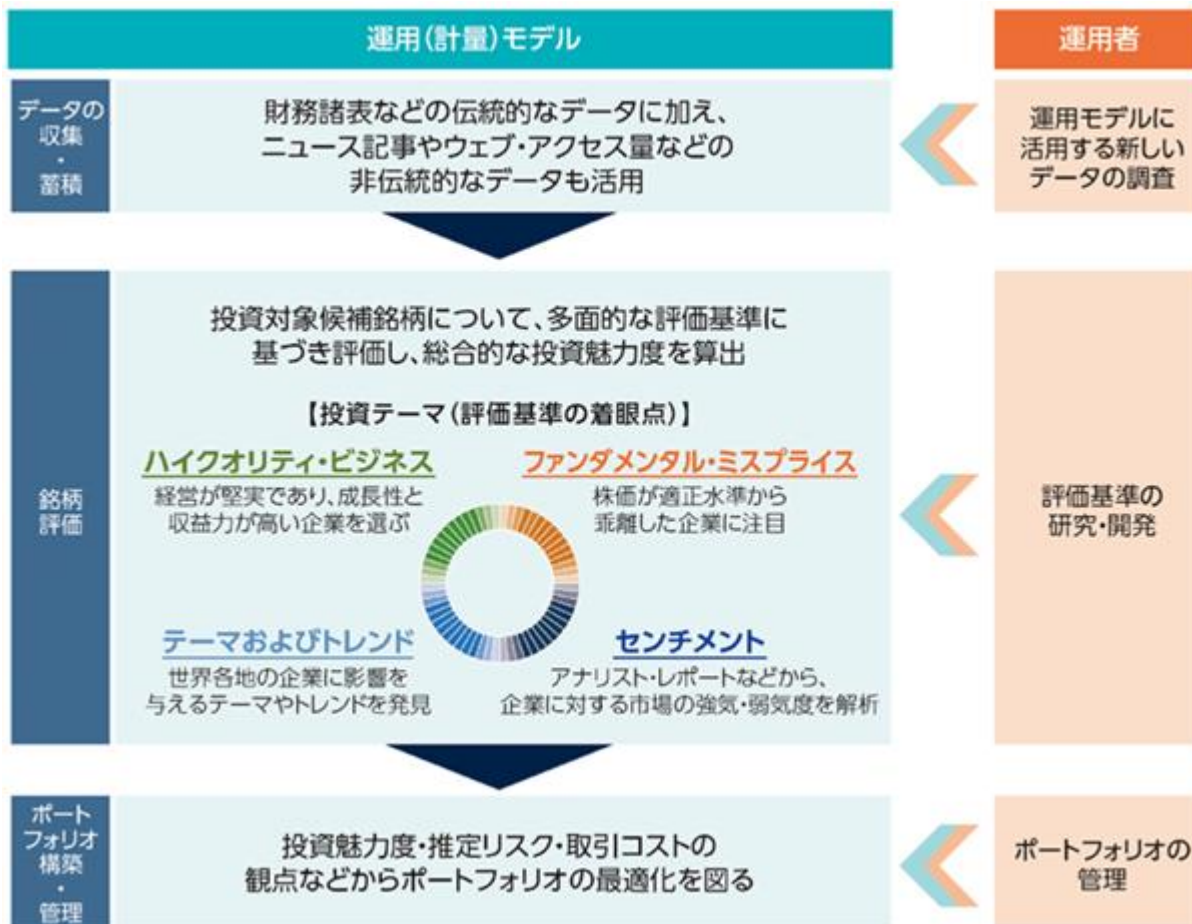 運用(計量)モデル
運用者
データの
収集
・
蓄積
財務諸表などの伝統的なデータに加え、
ニュース記事やウェブ・アクセス量などの
非伝統的なデータも活用
運用モデルに
活用する新しい
データの調査
銘柄
評価
投資対象候補銘柄について、多面的な評価基準に
基づき評価し、総合的な投資魅力度を算出
【投資テーマ(評価基準の着眼点)】
ハイクオリティ・ビジネス
経営が堅実であり、成長性と
収益力が高い企業を選ぶ
ファンダメンタル・ミスプライス
株価が適正水準から
乖離した企業に注目
テーマおよびトレンド
世界各地の企業に影響を
与えるテーマやトレンドを発見
センチメント
アナリスト・レポートなどから、
企業に対する市場の強気・弱気度を解析
評価基準の
研究・開発
ポート
フォリオ
構築
・
管理
投資魅力度・推定リスク・取引コストの
観点などからポートフォリオの最適化を図る
ポートフォリオの
管理